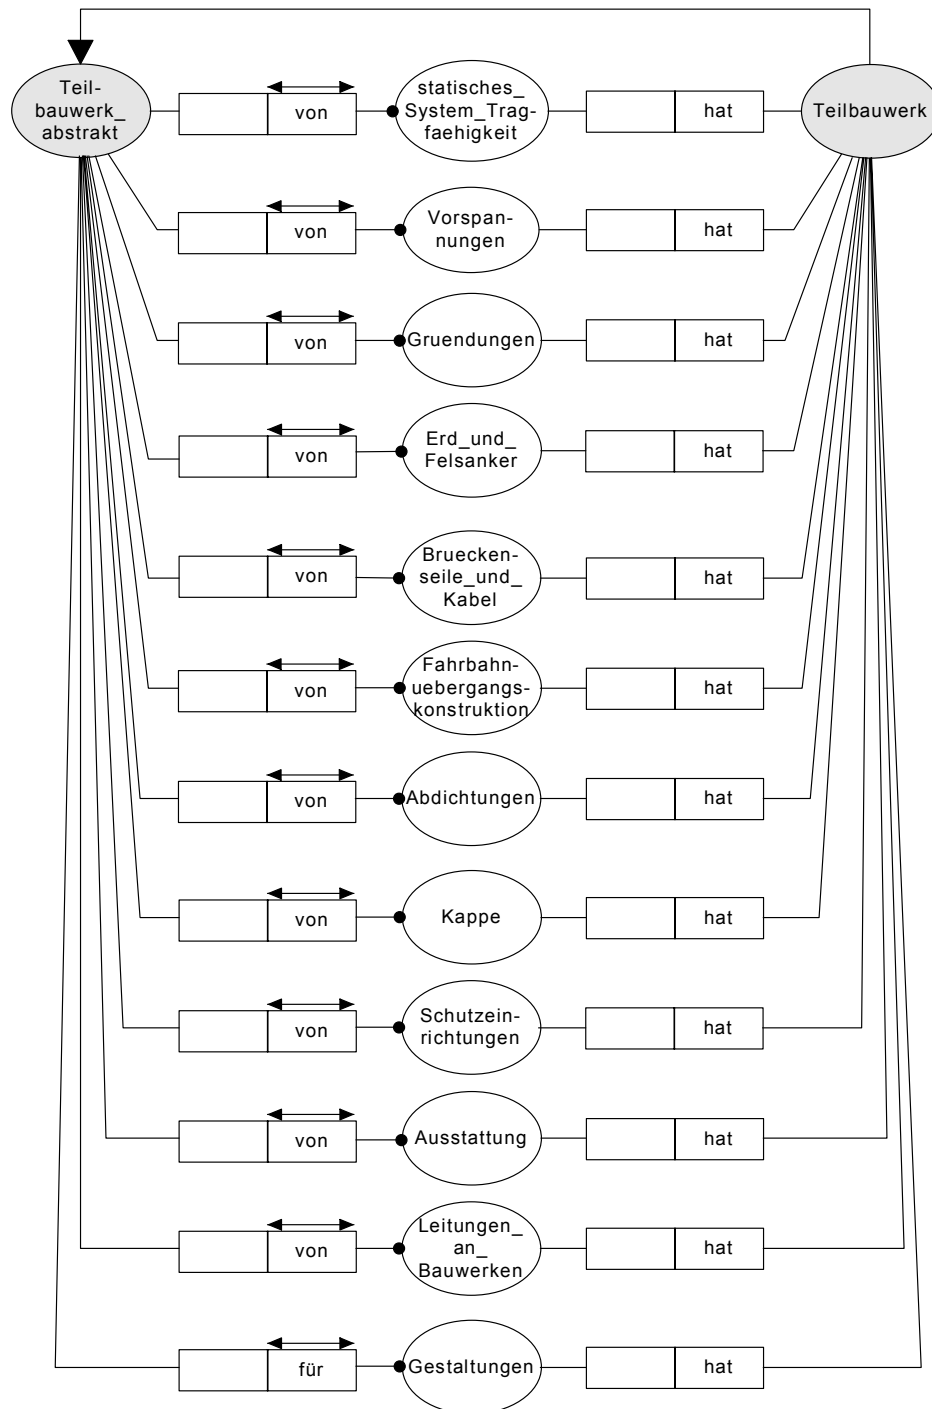 Teil-
bauwerk_
abstrakt
von
statisches_
System_Trag-
faehigkeit
hat
Teilbauwerk
von
Vorspan-
nungen
hat
von
Gruendungen
hat
von
Erd_und_
Felsanker
hat
von
Bruecken-
seile_und_
Kabel
hat
von
Fahrbahn-
uebergangs-
konstruktion
hat
von
Abdichtungen
hat
von
Kappe
hat
von
Schutzein-
richtungen
hat
von
Ausstattung
hat
von
Leitungen_
an_
Bauwerken
hat
für
Gestaltungen
hat